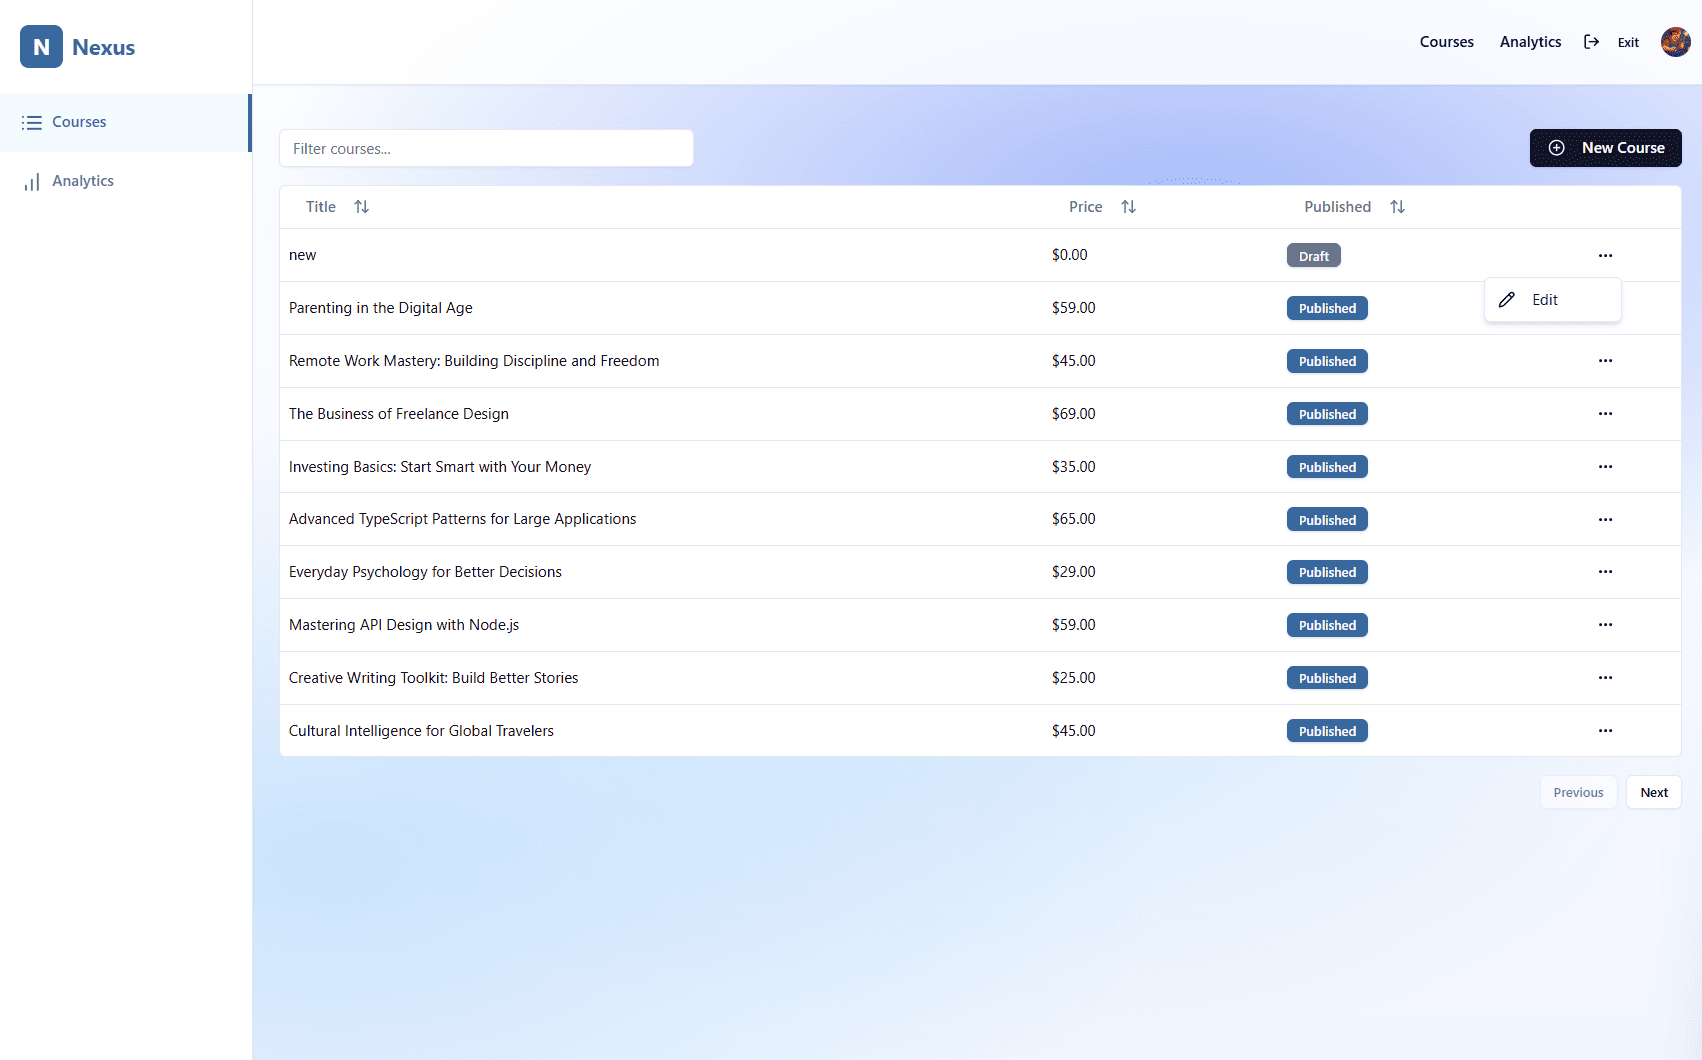 N Nexus
Courses Analytics Exit
Courses
Analytics
Filter courses...
New Course
Title Price Published
new $0.00 Draft
Edit
Parenting in the Digital Age $59.00 Published
Remote Work Mastery: Building Discipline and Freedom $45.00 Published
The Business of Freelance Design $69.00 Published
Investing Basics: Start Smart with Your Money $35.00 Published
Advanced TypeScript Patterns for Large Applications $65.00 Published
Everyday Psychology for Better Decisions $29.00 Published
Mastering API Design with Node.js $59.00 Published
Creative Writing Toolkit: Build Better Stories $25.00 Published
Cultural Intelligence for Global Travelers $45.00 Published
Previous Next